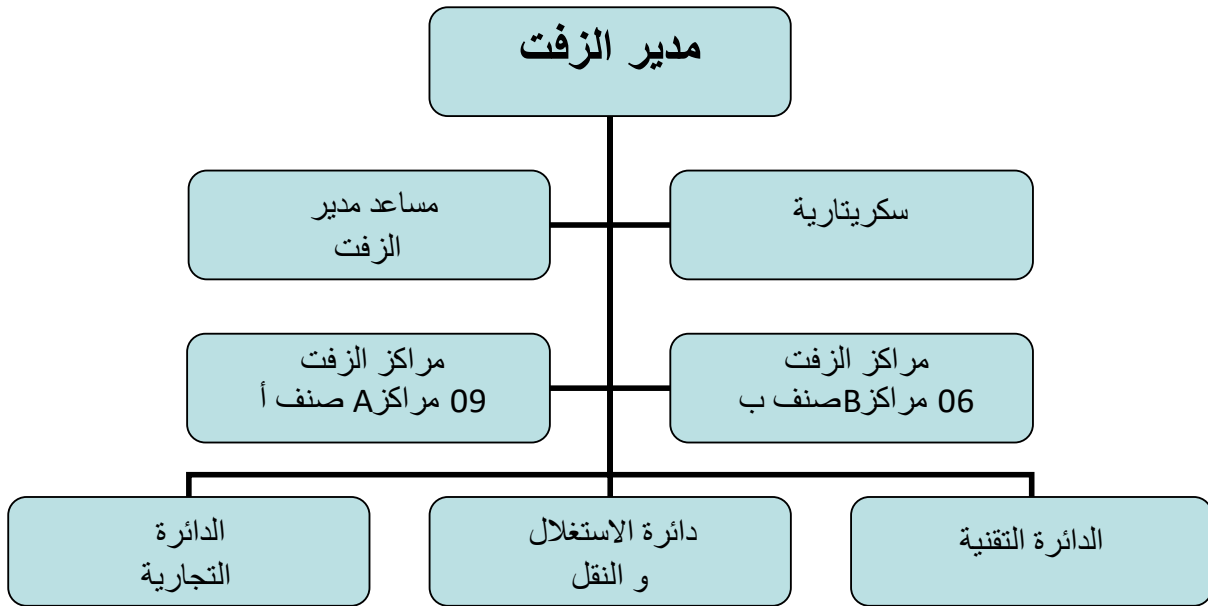 مدير الزفت
سكريتارية
مساعد مدير
الزفت
مراكز الزفت
06 مراكزBصنف ب
مراكز الزفت
09 مراكزA صنف أ
الدائرة التقنية
دائرة الاستغلال
و النقل
الدائرة
التجارية